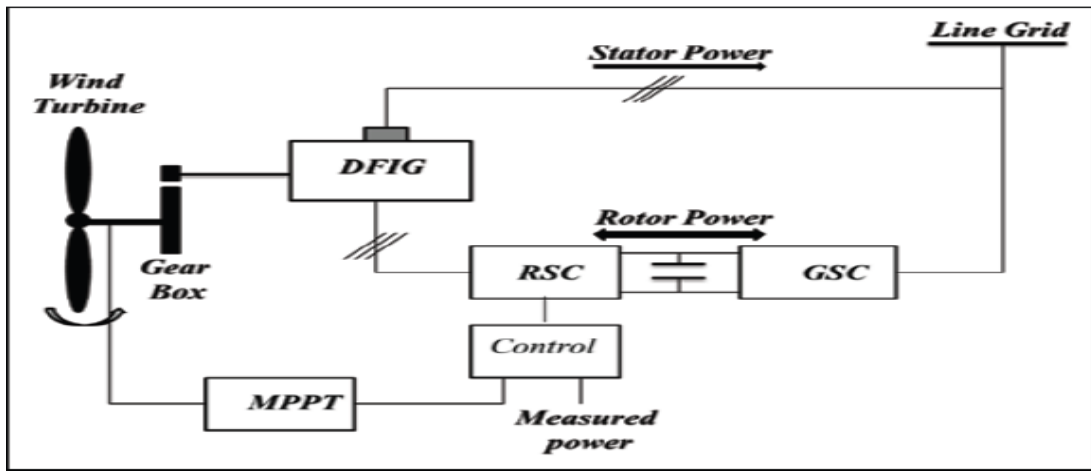 Line Grid
Stator Power
Wind
Turbine
DFIG
Rotor Power
Gear
Box
RSC
GSC
Control
MPPT
Measured
power